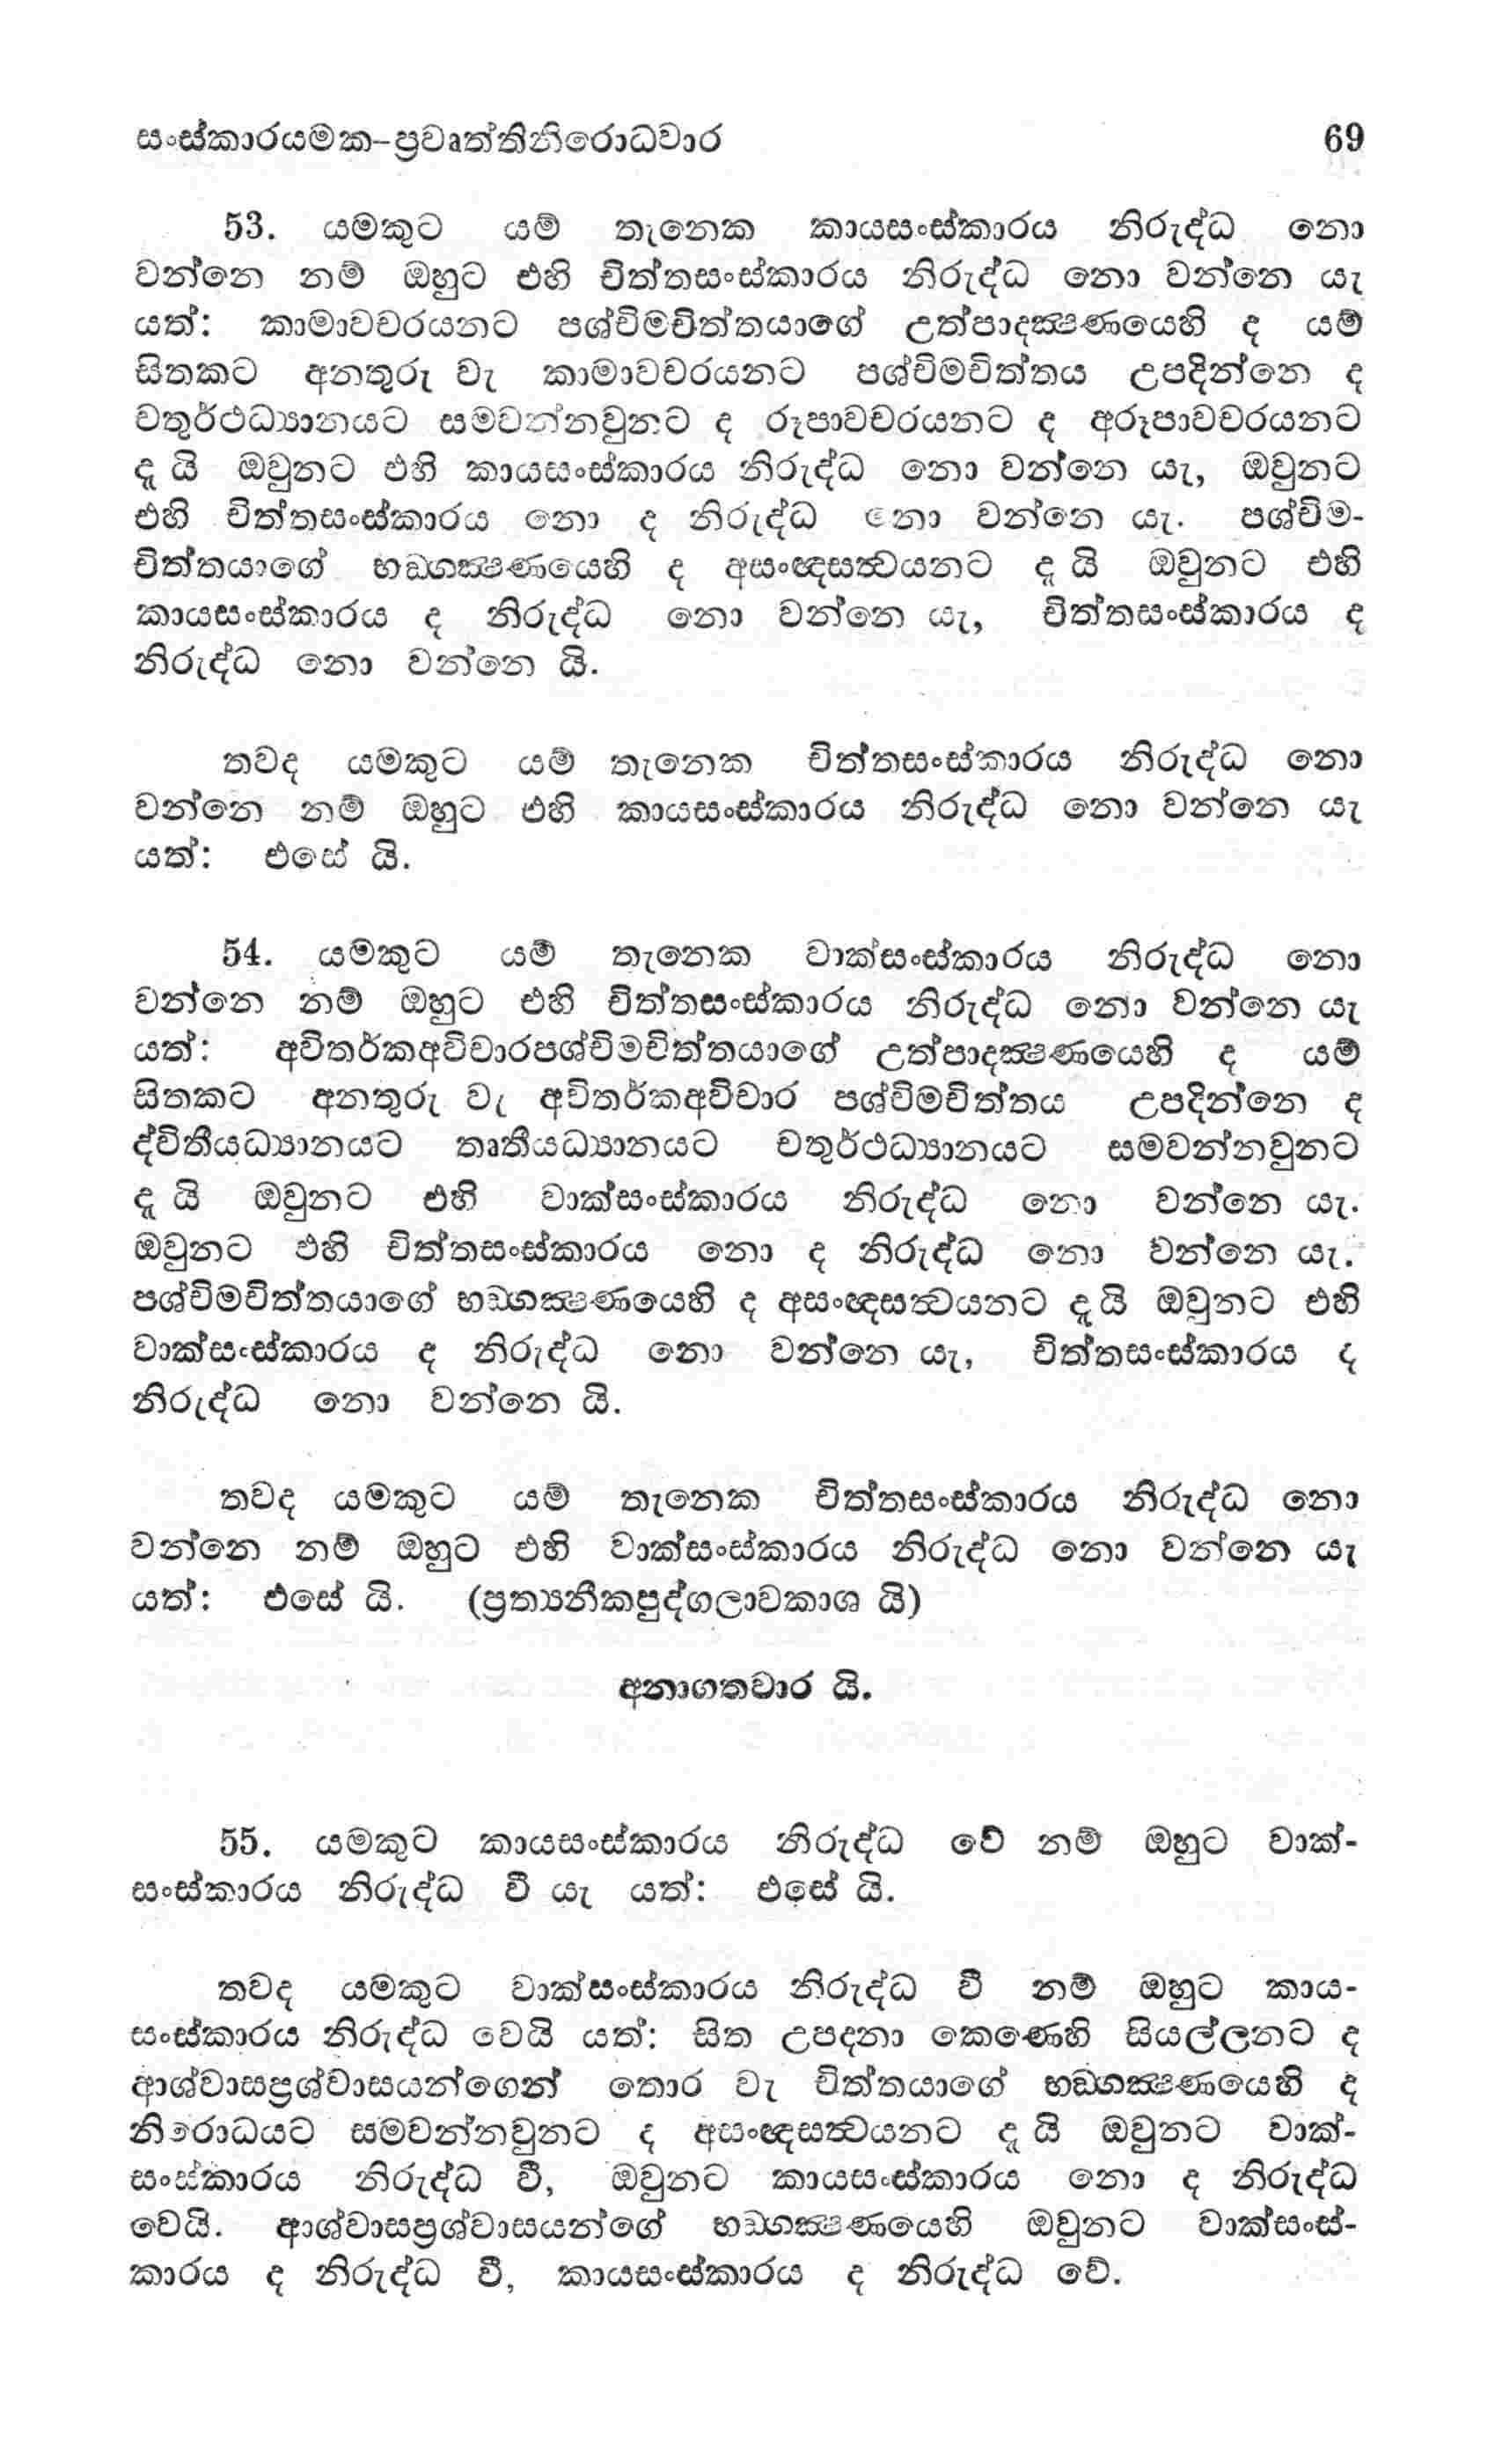 සංස්කාරයමක-ප්‍රවෘත්තිනිරොධවාර 69
53. යමකුට යම් තැනෙක කායසංස්කාරය නිරුද්ධ නො
වන්නෙ නම් ඔහුට එහි චිත්තසංස්කාරය නිරුද්ධ නො වන්නෙ යැ
යත්: කාමාවචරයනට පශ්චිමචිත්තයාගේ උත්පාදක්‍ෂණයෙහි ද යම්
සිතකට අනතුරු වැ කාමාවචරයනට පශ්චිමචිත්තය උපදින්නෙ ද
චතුර්ථධ්‍යානයට සමවන්නවුනට ද රූපාවචරයනට ද අරූපාවචරයනට
දැ යි ඔවුනට එහි කායසංස්කාරය නිරුද්ධ නො වන්නෙ යැ, ඔවුනට
එහි චිත්තසංස්කාරය නො ද නිරුද්ධ නො වන්නෙ යැ. පශ්චිම-
චිත්තයාගේ භඞ්ගක්‍ෂණයෙහි ද අසංඥසත්‍වයනට දැ යි ඔවුනට එහි
කායසංස්කාරය ද නිරුද්ධ නො වන්නෙ යැ, චිත්තසංස්කාරය ද
නිරුද්ධ නො වන්නෙ යි.
තවද යමකුට යම් තැනෙක චිත්තසංස්කාරය නිරුද්ධ නො
වන්නෙ නම් ඔහුට එහි කායසංස්කාරය නිරුද්ධ නො වන්නෙ යැ
යත්: එසේ යි.
54. යමකුට යම් තැනෙක වාක්සංස්කාරය නිරුද්ධ නො
වන්නෙ නම් ඔහුට එහි චිත්තසංස්කාරය නිරුද්ධ නො වන්නෙ යැ
යත්: අවිතර්කඅවිචාරපශ්චිමචිත්තයාගේ උත්පාදක්‍ෂණයෙහි ද යම්
සිතකට අනතුරු වැ අවිතර්කඅවිචාර පශ්චිමචිත්තය උපදින්නෙ ද
ද්විතීයධ්‍යානයට තෘතීයධ්‍යානයට චතුර්ථධ්‍යානයට සමවන්නවුනට
දැ යි ඔවුනට එහි වාක්සංස්කාරය නිරුද්ධ නො වන්නෙ යැ.
ඔවුනට එහි චිත්තසංස්කාරය නො ද නිරුද්ධ නො වන්නෙ යැ.
පශ්චිමචිත්තයාගේ භඞ්ගක්‍ෂණයෙහි ද අසංඥසත්‍වයනට දැයි ඔවුනට එහි
වාක්සංස්කාරය ද නිරුද්ධ නො වන්නෙ යැ, චිත්තසංස්කාරය ද
නිරුද්ධ නො වන්නෙ යි.
තවද යමකුට යම් තැනෙක චිත්තසංස්කාරය නිරුද්ධ නො
වන්නෙ නම් ඔහුට එහි වාක්සංස්කාරය නිරුද්ධ නො වන්නෙ යැ
යත්: එසේ යි. (ප්‍රත්‍යනීකපුද්ගලාවකාශ යි)
අනාගතවාර යි.
55. යමකුට කායසංස්කාරය නිරුද්ධ වේ නම් ඔහුට වාක්-
සංස්කාරය නිරුද්ධ වී යැ යත්: එසේ යි.
තවද යමකුට වාක්සංස්කාරය නිරුද්ධ වී නම් ඔහුට කාය-
සංස්කාරය නිරුද්ධ වෙයි යත්: සිත උපදනා කෙණෙහි සියල්ලනට ද
ආශ්වාසප්‍රශ්වාසයන්ගෙන් තොර වැ චිත්තයාගේ භඞ්ගක්‍ෂණයෙහි ද
නිරොධයට සමවන්නවුනට ද අසංඥසත්‍වයනට දැ යි ඔවුනට වාක්-
සංස්කාරය නිරුද්ධ වී, ඔවුනට කායසංස්කාරය නො ද නිරුද්ධ
වෙයි. ආශ්වාසප්‍රශ්වාසයන්ගේ භඞ්ගක්‍ෂණයෙහි ඔවුනට වාක්සංස්-
කාරය ද නිරුද්ධ වී, කායසංස්කාරය ද නිරුද්ධ වේ.